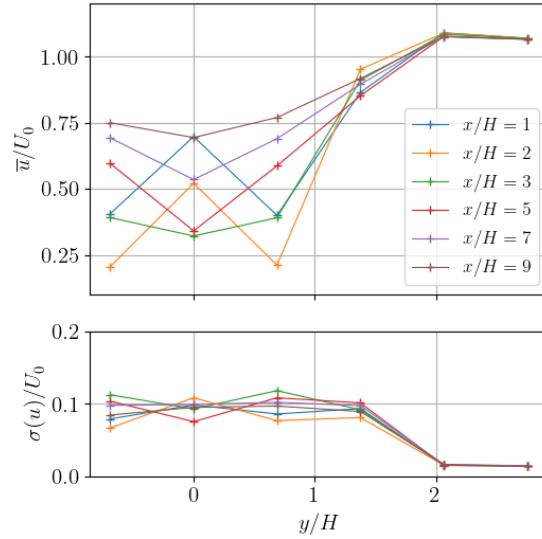 1.00
0.75
0.50
0.25
u̅/U₀
x/H = 1
x/H = 2
x/H = 3
x/H = 5
x/H = 7
x/H = 9
0.2
0.1
0.0
σ(u)/U₀
0
1
2
y/H